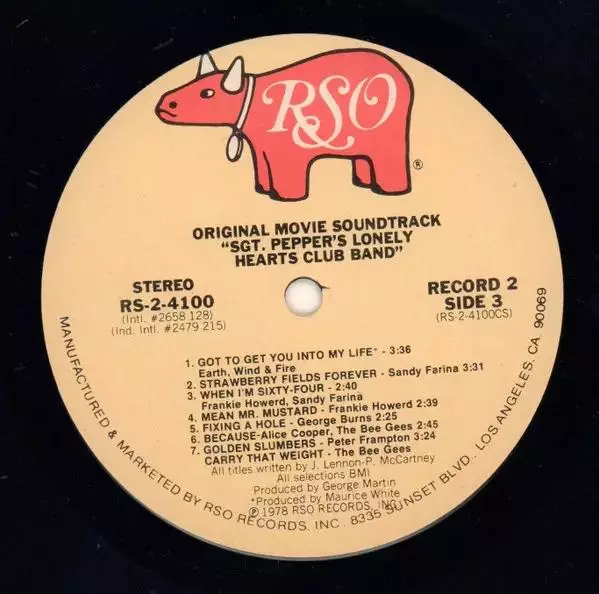 RSO
®
ORIGINAL MOVIE SOUNDTRACK
"SGT. PEPPER'S LONELY
HEARTS CLUB BAND"
STEREO
RS-2-4100
(Intl. #2658 128)
(Ind. Intl. #2479 215)
RECORD 2
SIDE 3
(RS-2-4100CS)
1. GOT TO GET YOU INTO MY LIFE* - 3:36
Earth, Wind & Fire
2. STRAWBERRY FIELDS FOREVER - Sandy Farina 3:31
3. WHEN I'M SIXTY-FOUR - 2:40
Frankie Howerd, Sandy Farina
4. MEAN MR. MUSTARD - Frankie Howerd 2:39
5. FIXING A HOLE - George Burns 2:25
6. BECAUSE-Alice Cooper, The Bee Gees 2:45
7. GOLDEN SLUMBERS - Peter Frampton 3:24
CARRY THAT WEIGHT - The Bee Gees
All titles written by J. Lennon-P. McCartney
All selections BMI
Produced by George Martin
*Produced by Maurice White
℗ 1978 RSO RECORDS, INC.
MANUFACTURED & MARKETED BY RSO RECORDS, INC. 8335 SUNSET BLVD. LOS ANGELES, CA 90069